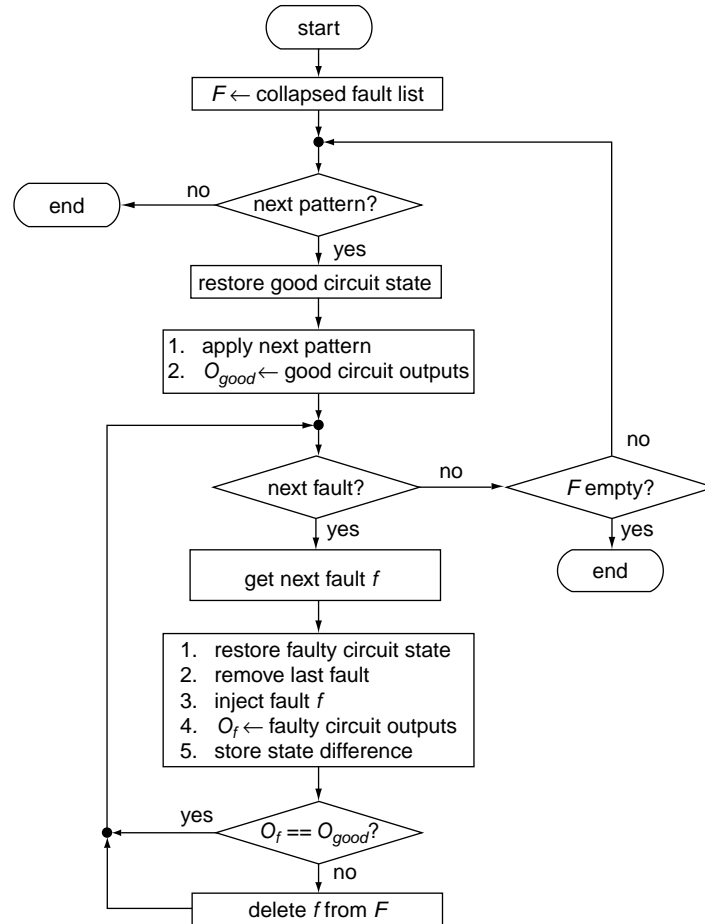 start
F ← collapsed fault list
no
next pattern?
end
yes
restore good circuit state
1. apply next pattern
2. O_good ← good circuit outputs
no
next fault?
no
F empty?
yes
yes
get next fault f
end
1. restore faulty circuit state
2. remove last fault
3. inject fault f
4. O_f ← faulty circuit outputs
5. store state difference
yes
O_f == O_good?
no
delete f from F